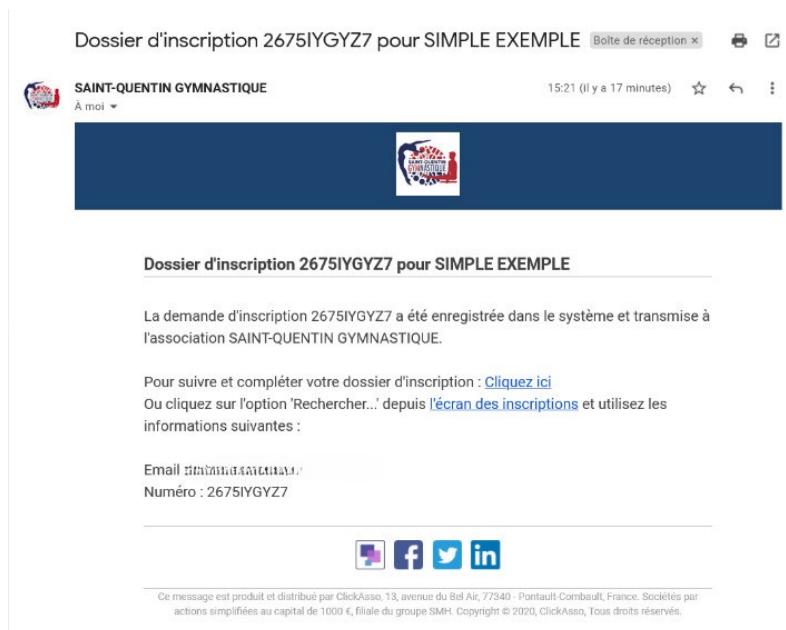 Dossier d'inscription 2675IYGYZ7 pour SIMPLE EXEMPLE Boîte de réception ×
SAINT-QUENTIN GYMNASTIQUE 15:21 (il y a 17 minutes)
À moi
SAINT-QUENTIN
GYMNASTIQUE
Dossier d'inscription 2675IYGYZ7 pour SIMPLE EXEMPLE
La demande d'inscription 2675IYGYZ7 a été enregistrée dans le système et transmise à
l'association SAINT-QUENTIN GYMNASTIQUE.
Pour suivre et compléter votre dossier d'inscription : Cliquez ici
Ou cliquez sur l'option 'Rechercher...' depuis l'écran des inscriptions et utilisez les
informations suivantes :
Email
Numéro : 2675IYGYZ7
Ce message est produit et distribué par ClickAsso, 13, avenue du Bel Air, 77340 - Pontault-Combault, France. Sociétés par
actions simplifiées au capital de 1000 €, filiale du groupe SMH. Copyright © 2020, ClickAsso, Tous droits réservés.